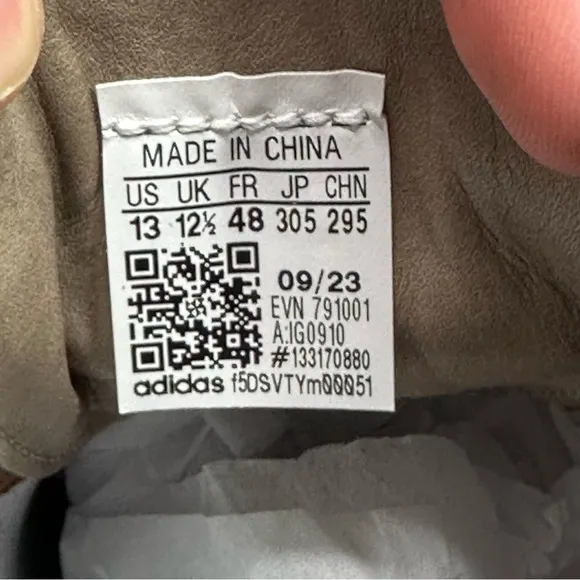 MADE IN CHINA
US UK FR JP CHN
13 12½ 48 305 295
09/23
EVN 791001
A:IG0910
#133170880
adidas f5DSVTYm00051